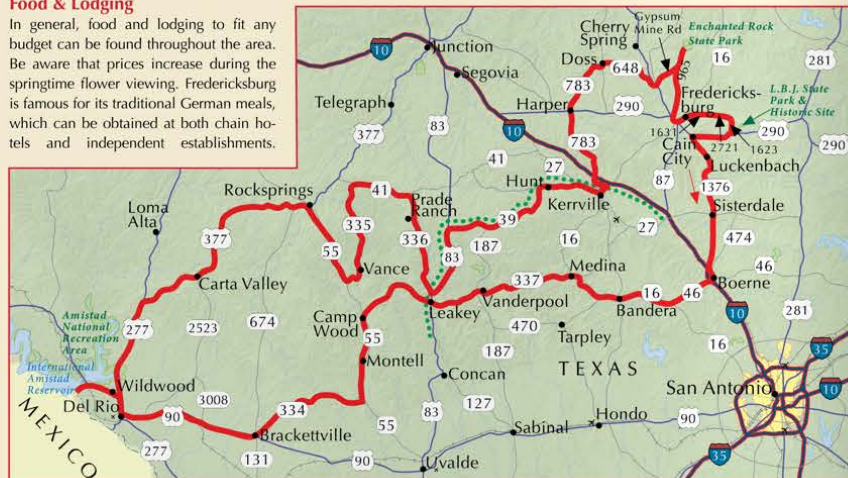 Food & Lodging
In general, food and lodging to fit any
budget can be found throughout the area.
Be aware that prices increase during the
springtime flower viewing. Fredericksburg
is famous for its traditional German meals,
which can be obtained at both chain ho-
tels and independent establishments.
Cherry
Spring
Gypsum
Mine Rd
Enchanted Rock
State Park
10
Junction
16
281
Doss
648
965
Segovia
783
Fredericks-
burg
L.B.J. State
Park &
Historic Site
Telegraph
Harper
290
83
10
377
1631
290
Cain
City
2721
1623
783
290
41
27
Luckenbach
Hunt
87
1376
Rocksprings
41
Prade
Ranch
Kerrville
Loma
Alta
39
Sisterdale
335
27
377
336
187
16
474
55
83
Vance
Medina
46
Carta Valley
337
Boerne
Leakey
Vanderpool
16
46
Amistad
National
Recreation
Area
Camp
Wood
Bandera
10
281
277
2523
674
470
55
Tarpley
16
35
187
International
Amistad
Reservoir
Montell
TEXAS
Concan
Wildwood
San Antonio
10
MEXICO
Del Rio
3008
127
90
334
83
Hondo
90
55
Sabinal
Brackettville
277
131
90
Uvalde
35